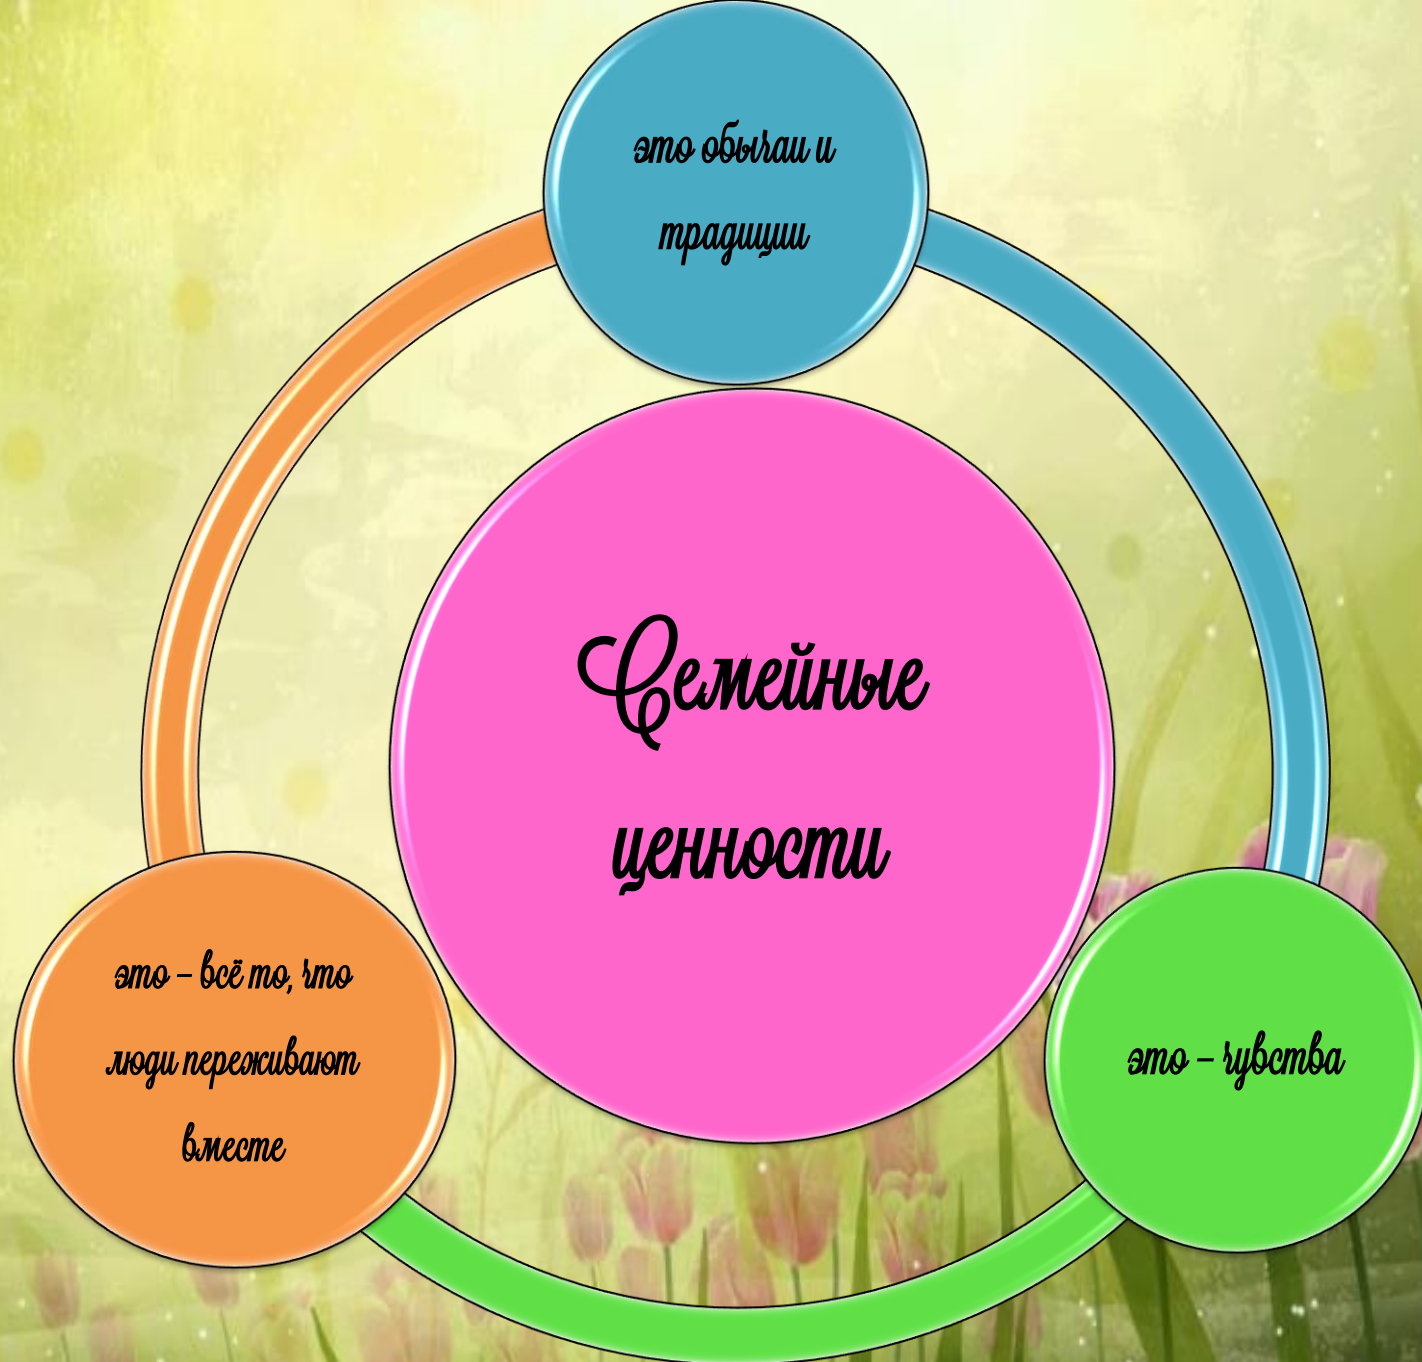 это обычаи и
традиции
Семейные
ценности
это – всё то, что
люди переживают
вместе
это – чувства